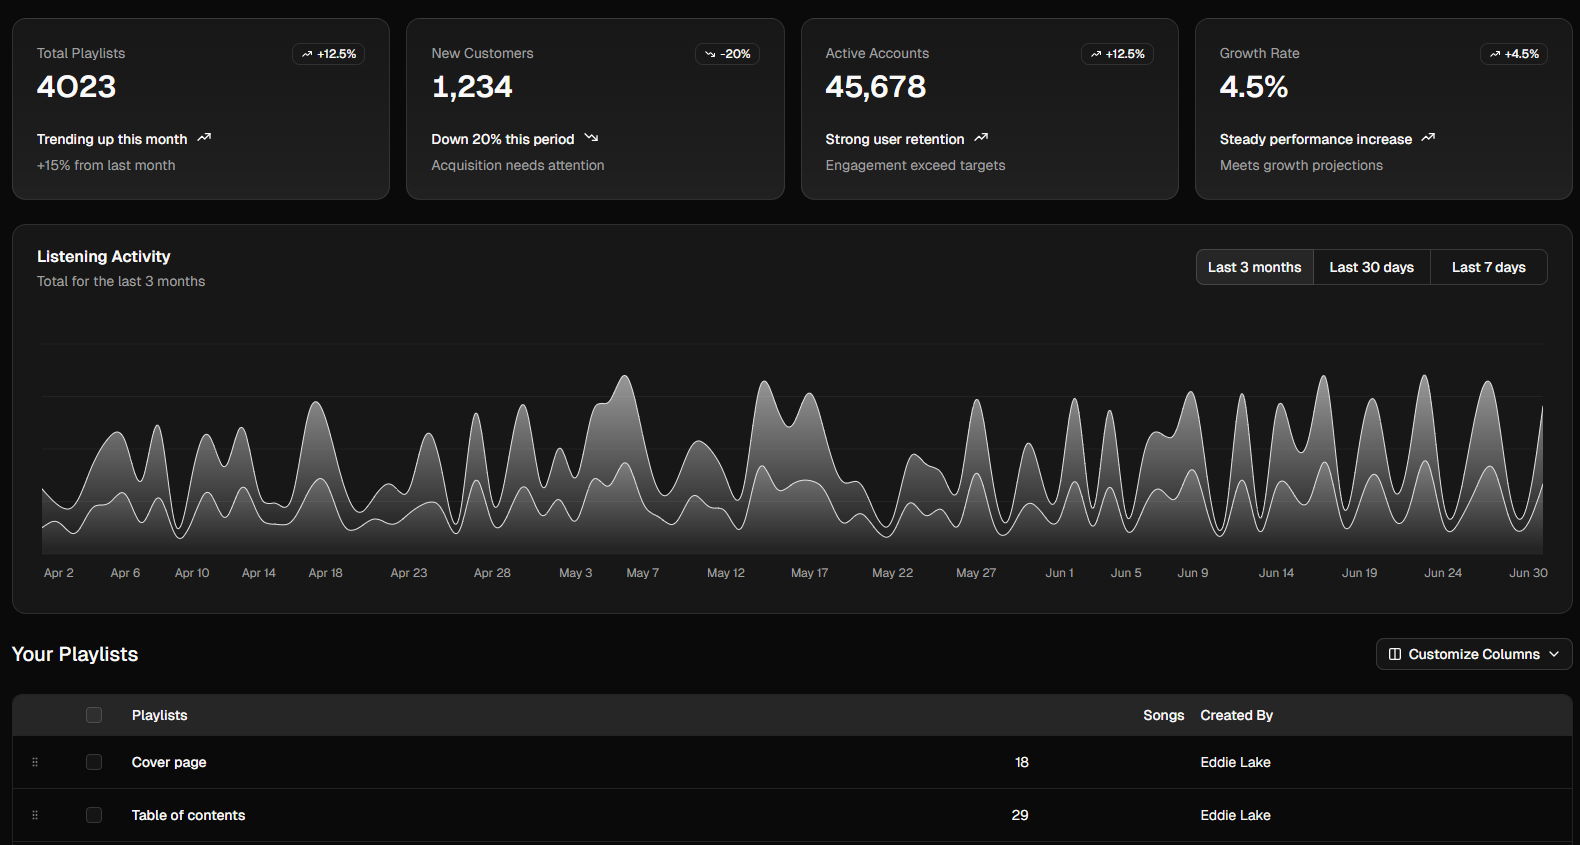 Total Playlists
+12.5%
4O23
Trending up this month
+15% from last month
New Customers
-20%
1,234
Down 20% this period
Acquisition needs attention
Active Accounts
+12.5%
45,678
Strong user retention
Engagement exceed targets
Growth Rate
+4.5%
4.5%
Steady performance increase
Meets growth projections
Listening Activity
Total for the last 3 months
Last 3 months
Last 30 days
Last 7 days
Apr 2 Apr 6 Apr 10 Apr 14 Apr 18 Apr 23 Apr 28 May 3 May 7 May 12 May 17 May 22 May 27 Jun 1 Jun 5 Jun 9 Jun 14 Jun 19 Jun 24 Jun 30
Your Playlists
Customize Columns
Playlists Songs Created By
Cover page 18 Eddie Lake
Table of contents 29 Eddie Lake